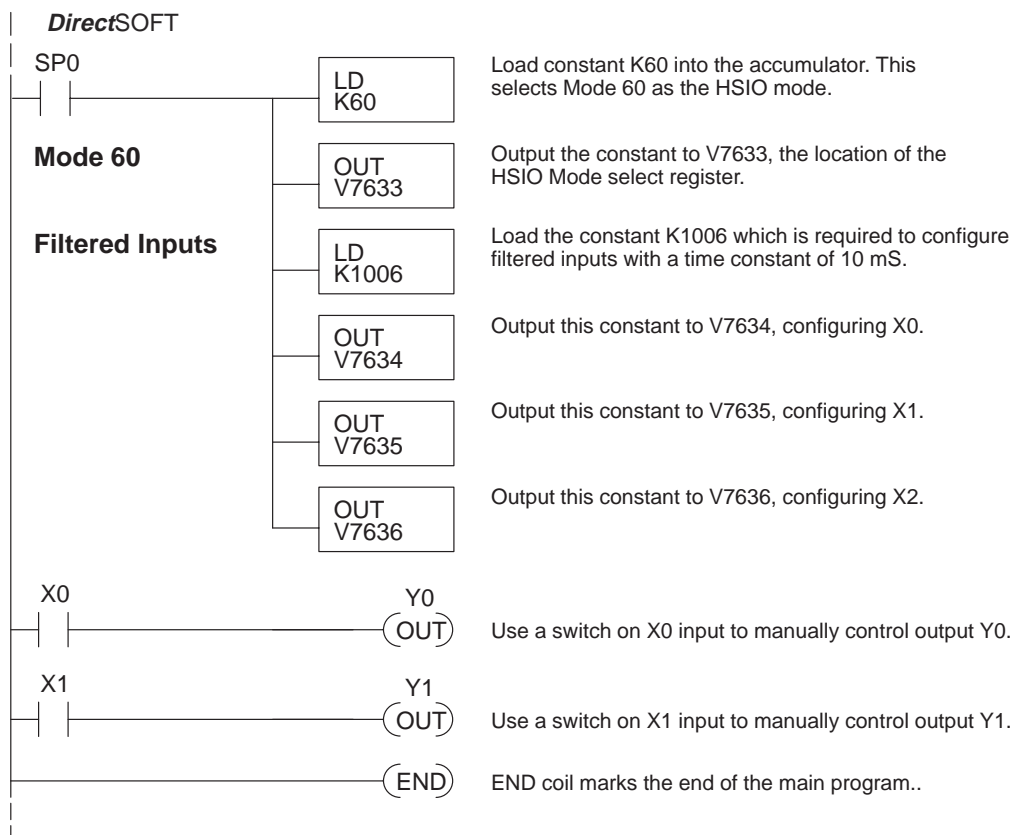 DirectSOFT
SP0
LD
K60
Load constant K60 into the accumulator. This
selects Mode 60 as the HSIO mode.
Mode 60
OUT
V7633
Output the constant to V7633, the location of the
HSIO Mode select register.
Filtered Inputs
LD
K1006
Load the constant K1006 which is required to configure
filtered inputs with a time constant of 10 mS.
OUT
V7634
Output this constant to V7634, configuring X0.
OUT
V7635
Output this constant to V7635, configuring X1.
OUT
V7636
Output this constant to V7636, configuring X2.
X0
Y0
OUT
Use a switch on X0 input to manually control output Y0.
X1
Y1
OUT
Use a switch on X1 input to manually control output Y1.
END
END coil marks the end of the main program..